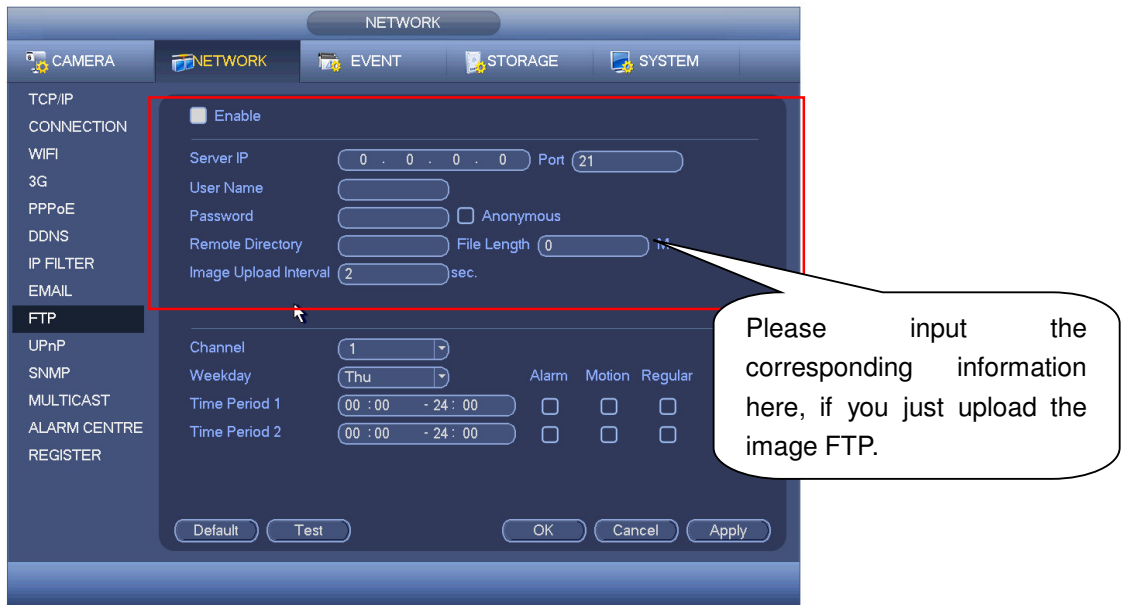 NETWORK
CAMERA NETWORK EVENT STORAGE SYSTEM
TCP/IP
CONNECTION
WIFI
3G
PPPoE
DDNS
IP FILTER
EMAIL
FTP
UPnP
SNMP
MULTICAST
ALARM CENTRE
REGISTER
Enable
Server IP 0 . 0 . 0 . 0 Port 21
User Name
Password Anonymous
Remote Directory File Length 0 M
Image Upload Interval 2 sec.
Channel 1
Weekday Thu Alarm Motion Regular
Time Period 1 00 : 00 - 24 : 00
Time Period 2 00 : 00 - 24 : 00
Default Test OK Cancel Apply
Please input the
corresponding information
here, if you just upload the
image FTP.